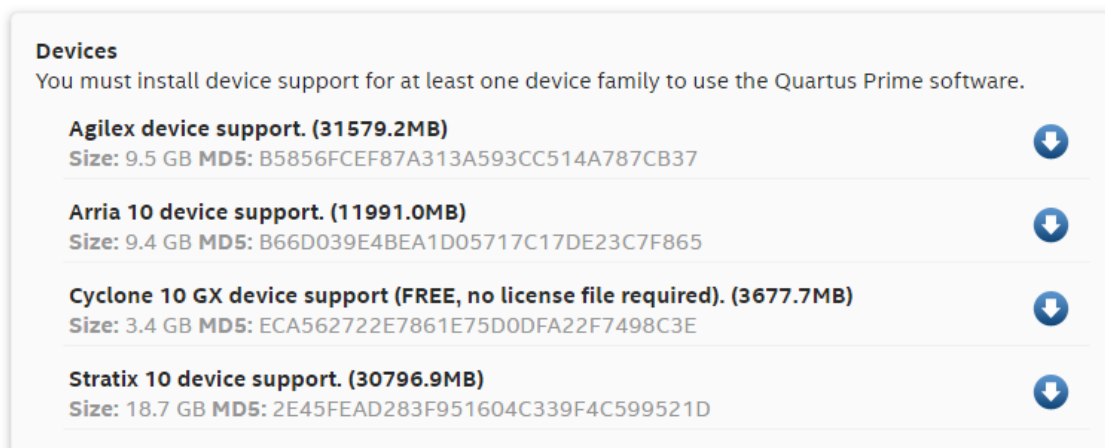 Devices
You must install device support for at least one device family to use the Quartus Prime software.
Agilex device support. (31579.2MB)
Size: 9.5 GB MD5: B5856FCEF87A313A593CC514A787CB37
Arria 10 device support. (11991.0MB)
Size: 9.4 GB MD5: B66D039E4BEA1D05717C17DE23C7F865
Cyclone 10 GX device support (FREE, no license file required). (3677.7MB)
Size: 3.4 GB MD5: ECA562722E7861E75D0DFA22F7498C3E
Stratix 10 device support. (30796.9MB)
Size: 18.7 GB MD5: 2E45FEAD283F951604C339F4C599521D